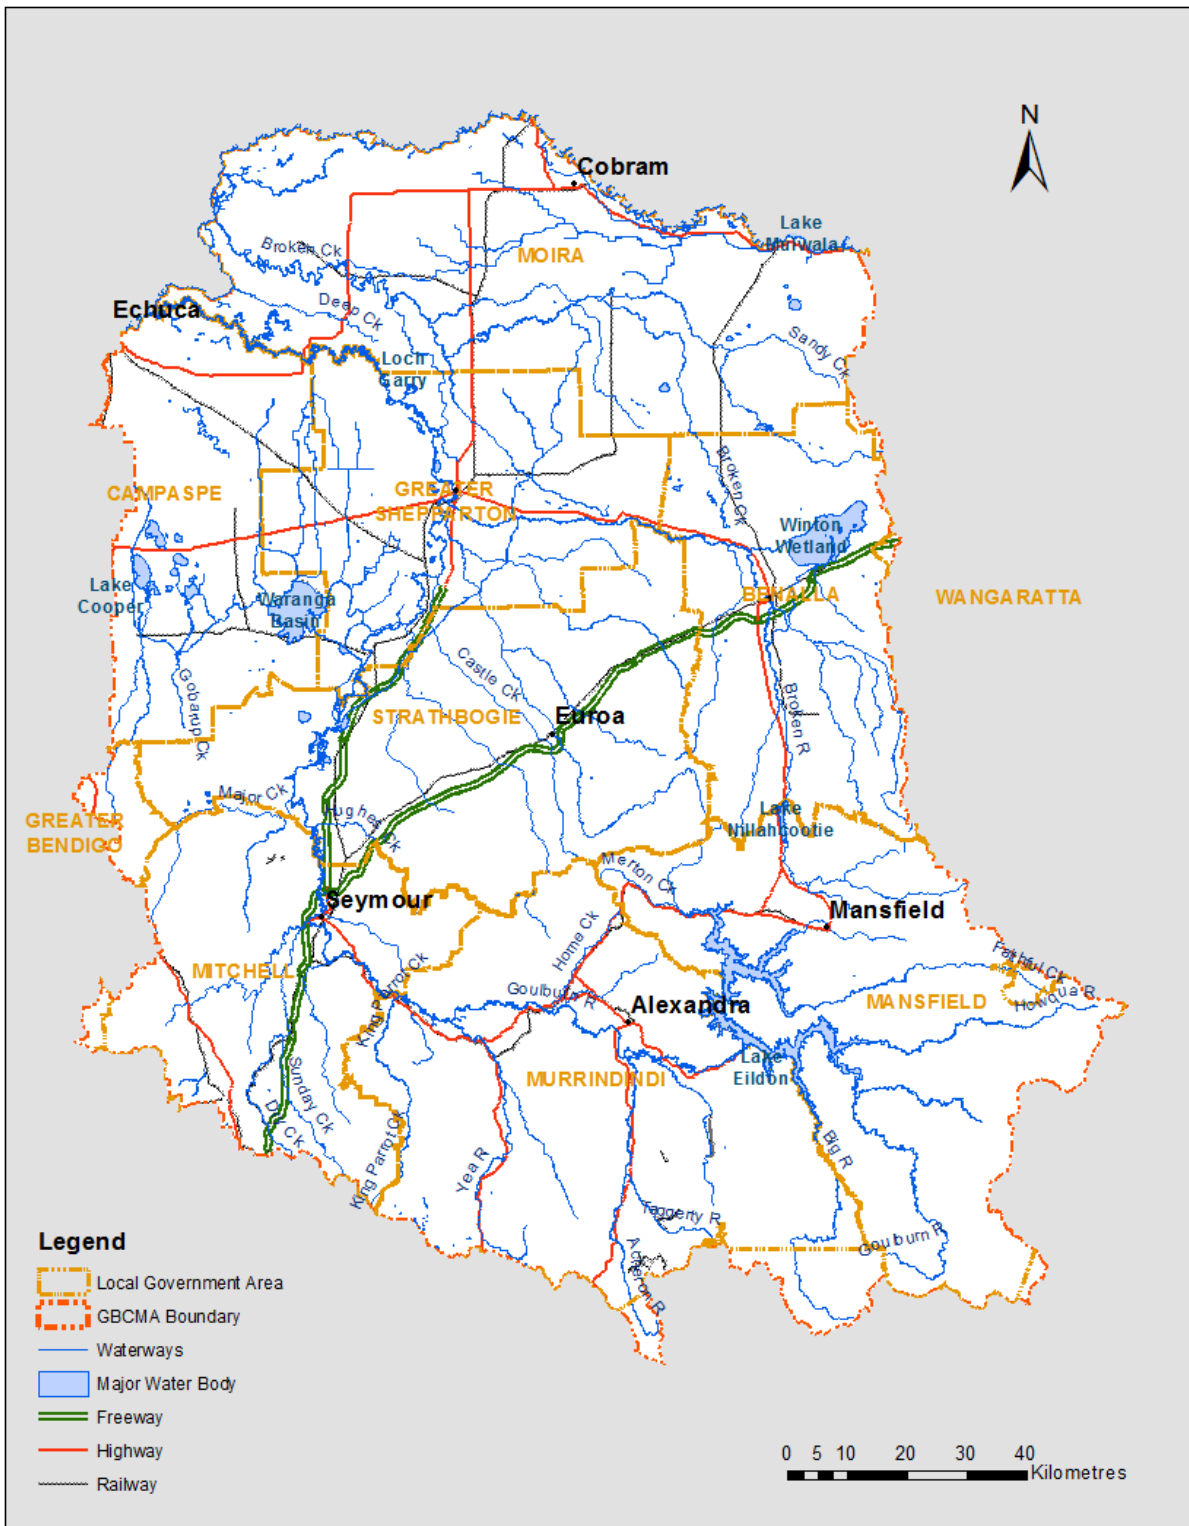 N
Cobram
Lake
Mulwala
MOIRA
Broken Ck
Deep Ck
Echuca
Sandy Ck
Loch
Garry
Broken Ck
CAMPASPE
GREATER
SHEPPARTON
Winton
Wetland
Lake
Cooper
Waranga
Basin
BENALLA
WANGARATTA
Castle Ck
Gobarup Ck
STRATHBOGIE
Euroa
Broken R
Major Ck
Hughes Ck
Lake
Nillahcootie
GREATER
BENDIGO
Merton Ck
Seymour
Mansfield
Home Ck
Faithful Ck
MITCHELL
King Parrot Ck
Goulburn R
Alexandra
MANSFIELD
Howqua R
Lake
Eildon
MURRINDINDI
Sunday Ck
Dry Ck
King Parrot Ck
Yea R
Big R
Taggerty R
Goulburn R
Acheron R
Legend
Local Government Area
GBCMA Boundary
Waterways
Major Water Body
Freeway
Highway
Railway
0 5 10 20 30 40
Kilometres